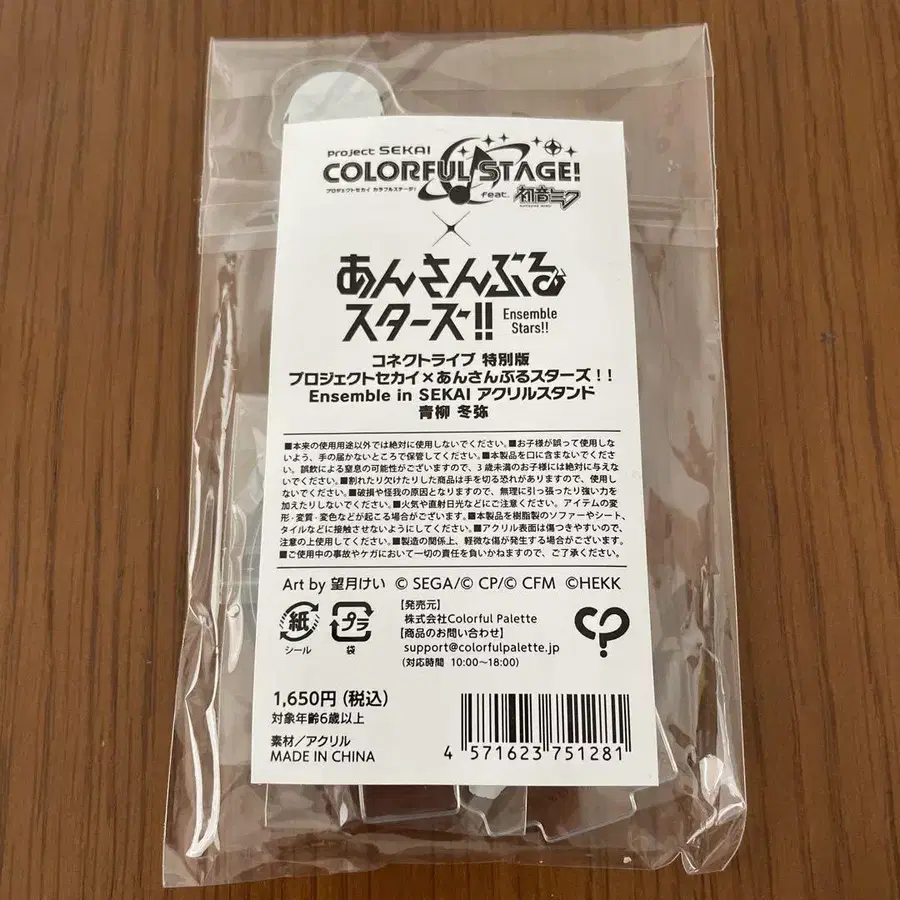 Project SEKAI
COLORFUL STAGE!
プロジェクトセカイ カラフルステージ!
feat. 初音ミク
HATSUNE MIKU
×
あんさんぶる
スターズ!!
Ensemble
Stars!!
コネクトライブ 特別版
プロジェクトセカイ×あんさんぶるスターズ!!
Ensemble in SEKAI アクリルスタンド
青柳 冬弥
■本来の使用用途以外では絶対に使用しないでください。■お子様が誤って使用しな
いよう、手の届かないところで保管してください。■本製品を口に含まないでくださ
い。誤飲による窒息の可能性がございますので、3歳未満のお子様には絶対に与えな
いでください。■割れたり欠けたりした商品は手を切る恐れがありますので、使用し
ないでください。■破損や怪我の原因となりますので、無理に引っ張ったり強い力を
加えたりしないでください。■火気や直射日光などにご注意ください。アイテムの変
形・変質・変色などが起こる場合がございます。■本製品を樹脂製のソファーやシート、
タイルなどに接触させないようにしてください。■アクリル表面は傷つきやすいので、
注意の上使用してください。■製造の関係上、軽微な傷が発生する場合がございます。
■ご使用中の事故やケガにおいて一切の責任を負いかねますので、ご了承ください。
Art by 望月けい © SEGA/© CP/© CFM ©HEKK
紙
シール
プラ
袋
【発売元】
株式会社Colorful Palette
【商品のお問い合わせ】
support@colorfulpalette.jp
(対応時間 10:00〜18:00)
1,650円(税込)
対象年齢6歳以上
素材/アクリル
MADE IN CHINA
4 571623 751281